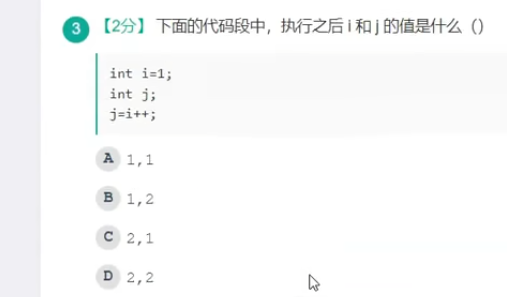 3 【2分】 下面的代码段中，执行之后 i 和 j 的值是什么（）
int i=1;
int j;
j=i++;
A 1,1
B 1,2
C 2,1
D 2,2